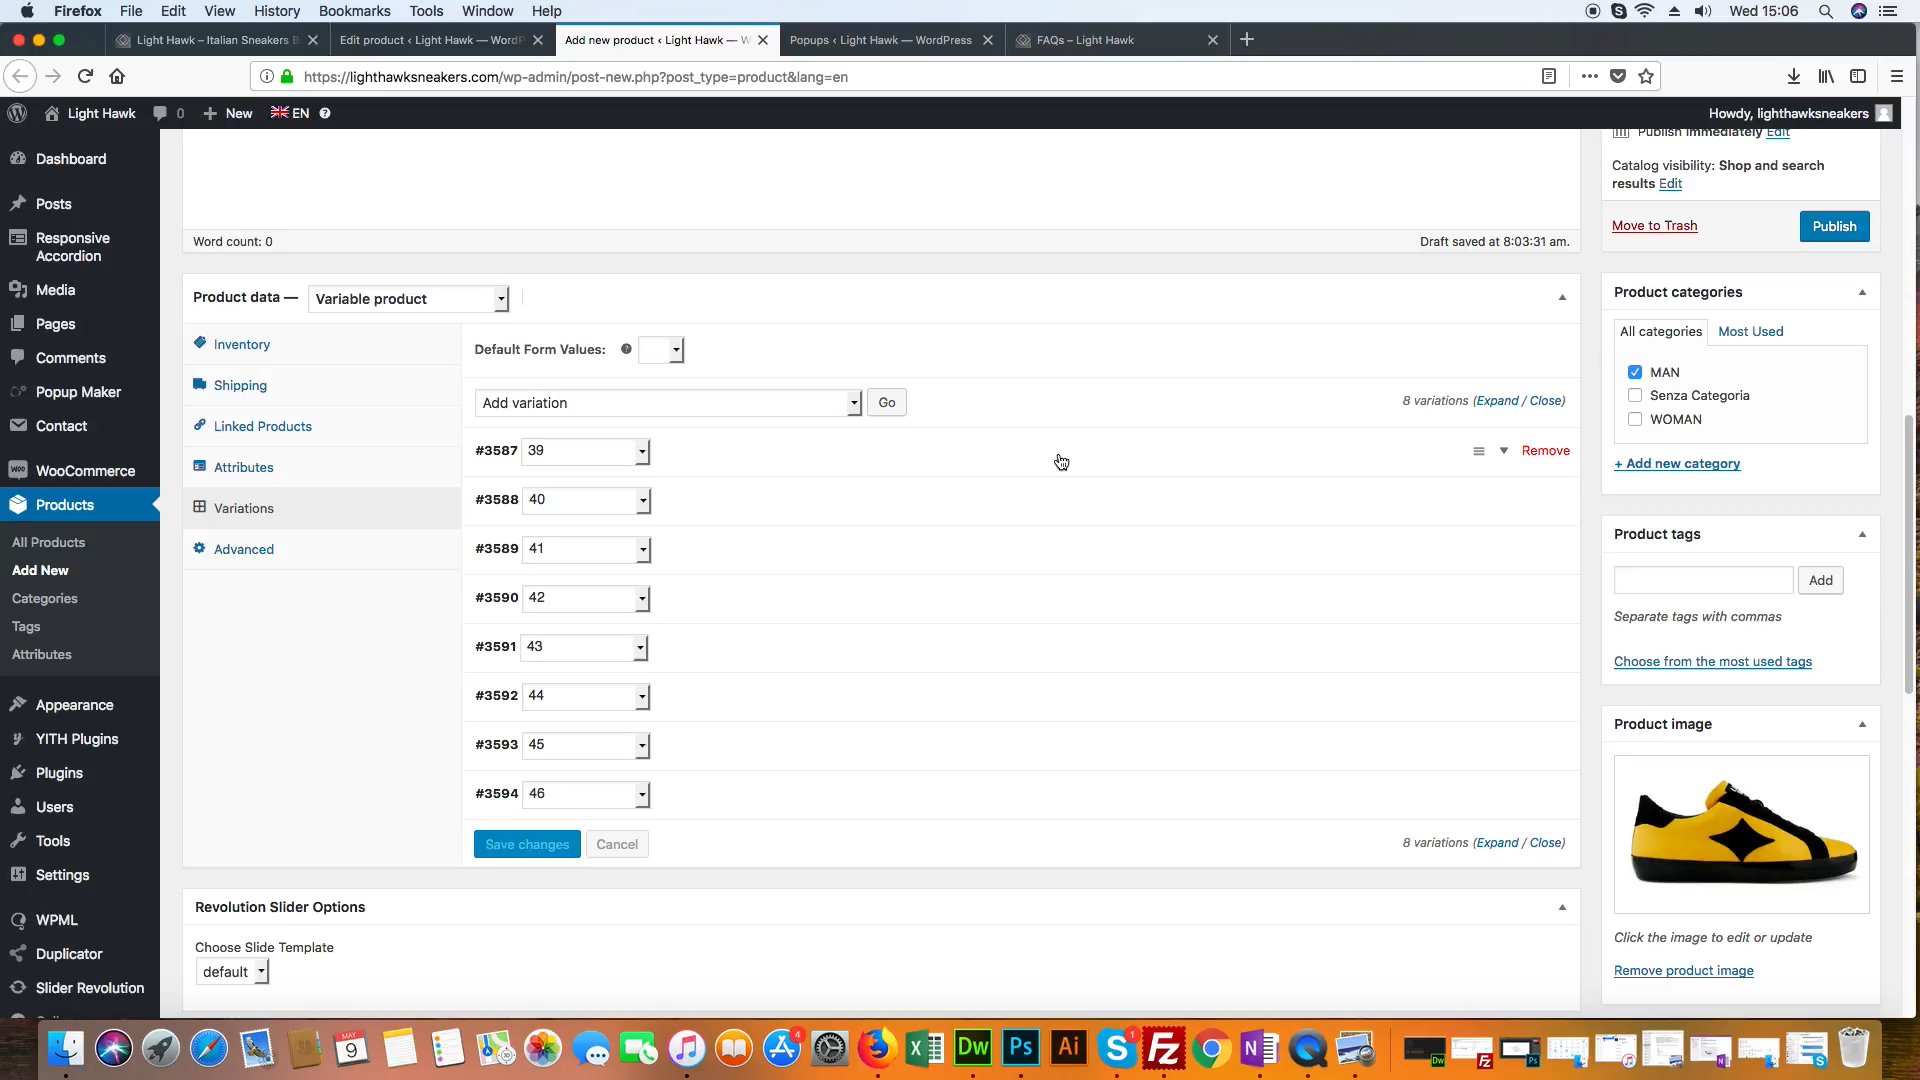 Firefox File Edit View History Bookmarks Tools Window Help Wed 15:06
Light Hawk – Italian Sneakers B Edit product ‹ Light Hawk — WordP Add new product ‹ Light Hawk — W Popups ‹ Light Hawk — WordPress FAQs – Light Hawk
https://lighthawksneakers.com/wp-admin/post-new.php?post_type=product&lang=en
Light Hawk 0 New EN Howdy, lighthawksneakers
Publish immediately Edit
Dashboard
Catalog visibility: Shop and search
results Edit
Posts
Move to Trash Publish
Responsive
Accordion
Word count: 0 Draft saved at 8:03:31 am.
Media
Product data — Variable product
Product categories
Pages
All categories Most Used
Inventory
Default Form Values:
Comments
MAN
Shipping
Popup Maker
Senza Categoria
Add variation Go 8 variations (Expand / Close)
WOMAN
Linked Products
Contact
#3587 39 Remove
+ Add new category
Attributes
WooCommerce
#3588 40
Products
Variations
Product tags
All Products
#3589 41
Advanced
Add New
Add
Categories
#3590 42
Separate tags with commas
Tags
#3591 43
Attributes
Choose from the most used tags
#3592 44
Appearance
Product image
YITH Plugins
#3593 45
Plugins
#3594 46
Users
Tools
Save changes Cancel 8 variations (Expand / Close)
Settings
Revolution Slider Options
WPML
Click the image to edit or update
Choose Slide Template
Duplicator
default
Remove product image
Slider Revolution
MAY
9
4
Dw
Ps
Ai
1
Fz
N